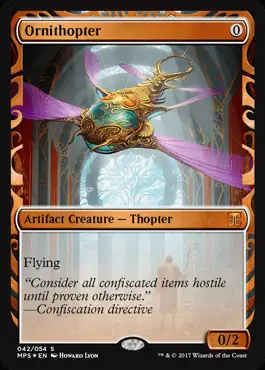 Ornithopter 0
Artifact Creature — Thopter
Flying
“Consider all confiscated items hostile
until proven otherwise.”
—Confiscation directive
0/2
042/054 S
MPS ★ EN Howard Lyon
™ & © 2017 Wizards of the Coast